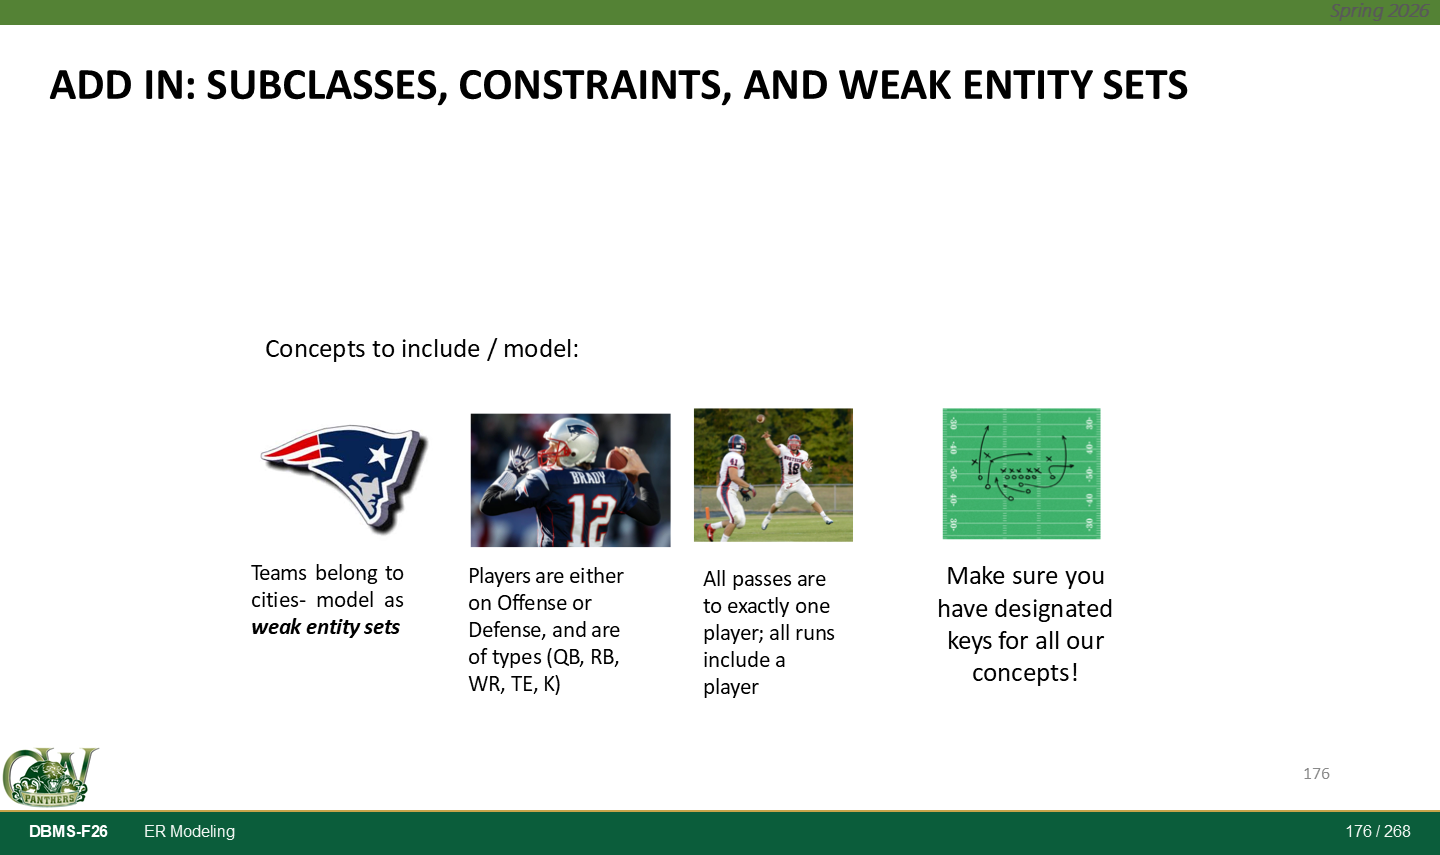 Spring 2026
ADD IN: SUBCLASSES, CONSTRAINTS, AND WEAK ENTITY SETS
Concepts to include / model:
BRADY
12
41
18
Teams belong to
cities- model as
weak entity sets
Players are either
on Offense or
Defense, and are
of types (QB, RB,
WR, TE, K)
All passes are
to exactly one
player; all runs
include a
player
Make sure you
have designated
keys for all our
concepts!
OW
PANTHERS
176
DBMS-F26 ER Modeling 176 / 268